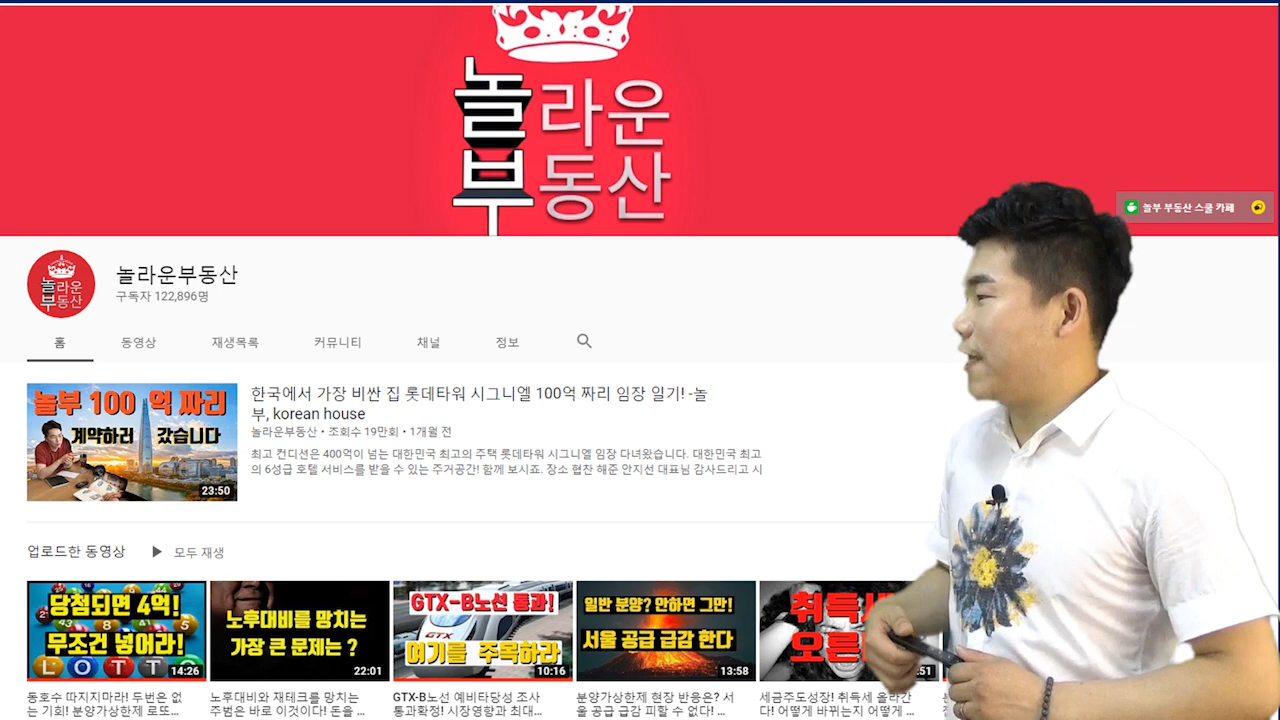 놀라운
부동산
놀부 부동산 스쿨 카페
놀라운
부동산
놀라운부동산
구독자 122,896명
홈 동영상 재생목록 커뮤니티 채널 정보
놀부 100 억 짜리
계약하러 갔습니다
23:50
한국에서 가장 비싼 집 롯데타워 시그니엘 100억 짜리 임장 일기! -놀
부, korean house
놀라운부동산 • 조회수 19만회 • 1개월 전
최고 컨디션은 400억이 넘는 대한민국 최고의 주택 롯데타워 시그니엘 임장 다녀왔습니다. 대한민국 최고
의 6성급 호텔 서비스를 받을 수 있는 주거공간! 함께 보시죠. 장소 협찬 해준 안지선 대표님 감사드리고 시
업로드한 동영상 모두 재생
당첨되면 4억!
무조건 넣어라!
LOTT
14:26
노후대비를 망치는
가장 큰 문제는 ?
22:01
GTX-B노선 통과!
GTX
여기를 주목하라
10:16
일반 분양? 안하면 그만!
서울 공급 급감 한다
13:58
취득세
오른
:51
동호수 따지지마라! 두번은 없
는 기회! 분양가상한제 로또...
노후대비와 재테크를 망치는
주범은 바로 이것이다! 돈을 ...
GTX-B노선 예비타당성 조사
통과확정! 시장영향과 최대...
분양가상한제 현장 반응은? 서
울 공급 급감 피할 수 없다! ...
세금주도성장! 취득세 올라간
다! 어떻게 바뀌는지 어떻게 ...